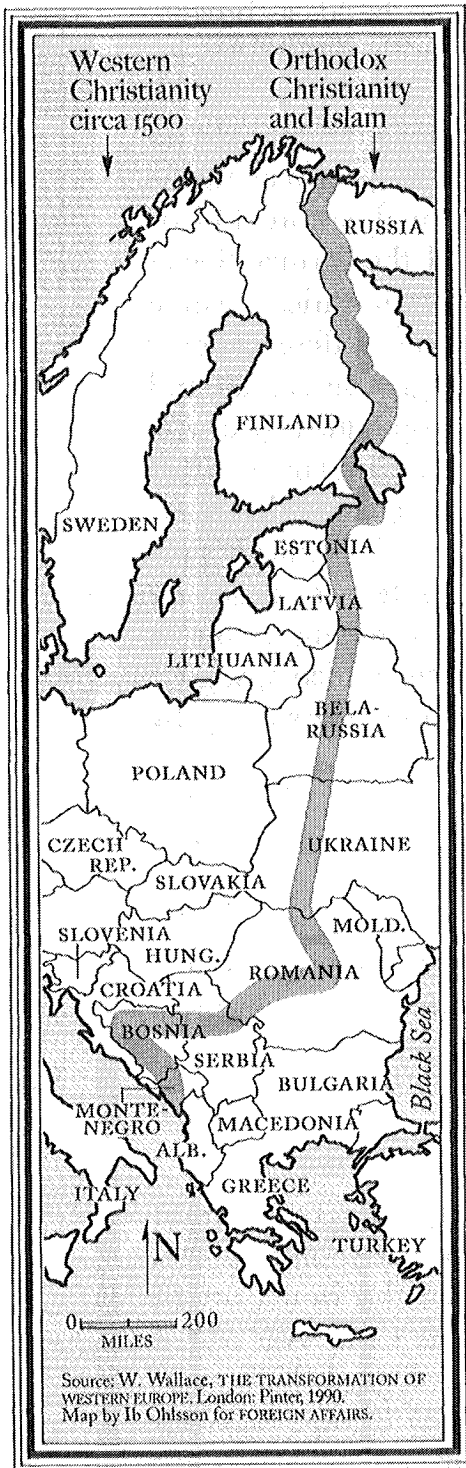 Western
Christianity
circa 1500
Orthodox
Christianity
and Islam
RUSSIA
FINLAND
SWEDEN
ESTONIA
LATVIA
LITHUANIA
BELA-
RUSSIA
POLAND
UKRAINE
CZECH
REP.
SLOVAKIA
MOLD.
SLOVENIA
HUNG.
ROMANIA
CROATIA
BOSNIA
SERBIA
Black Sea
BULGARIA
MONTE-
NEGRO
MACEDONIA
ALB.
ITALY
GREECE
TURKEY
N
0 200
MILES
Source: W. Wallace, THE TRANSFORMATION OF
WESTERN EUROPE. London: Pinter, 1990.
Map by Ib Ohlsson for FOREIGN AFFAIRS.